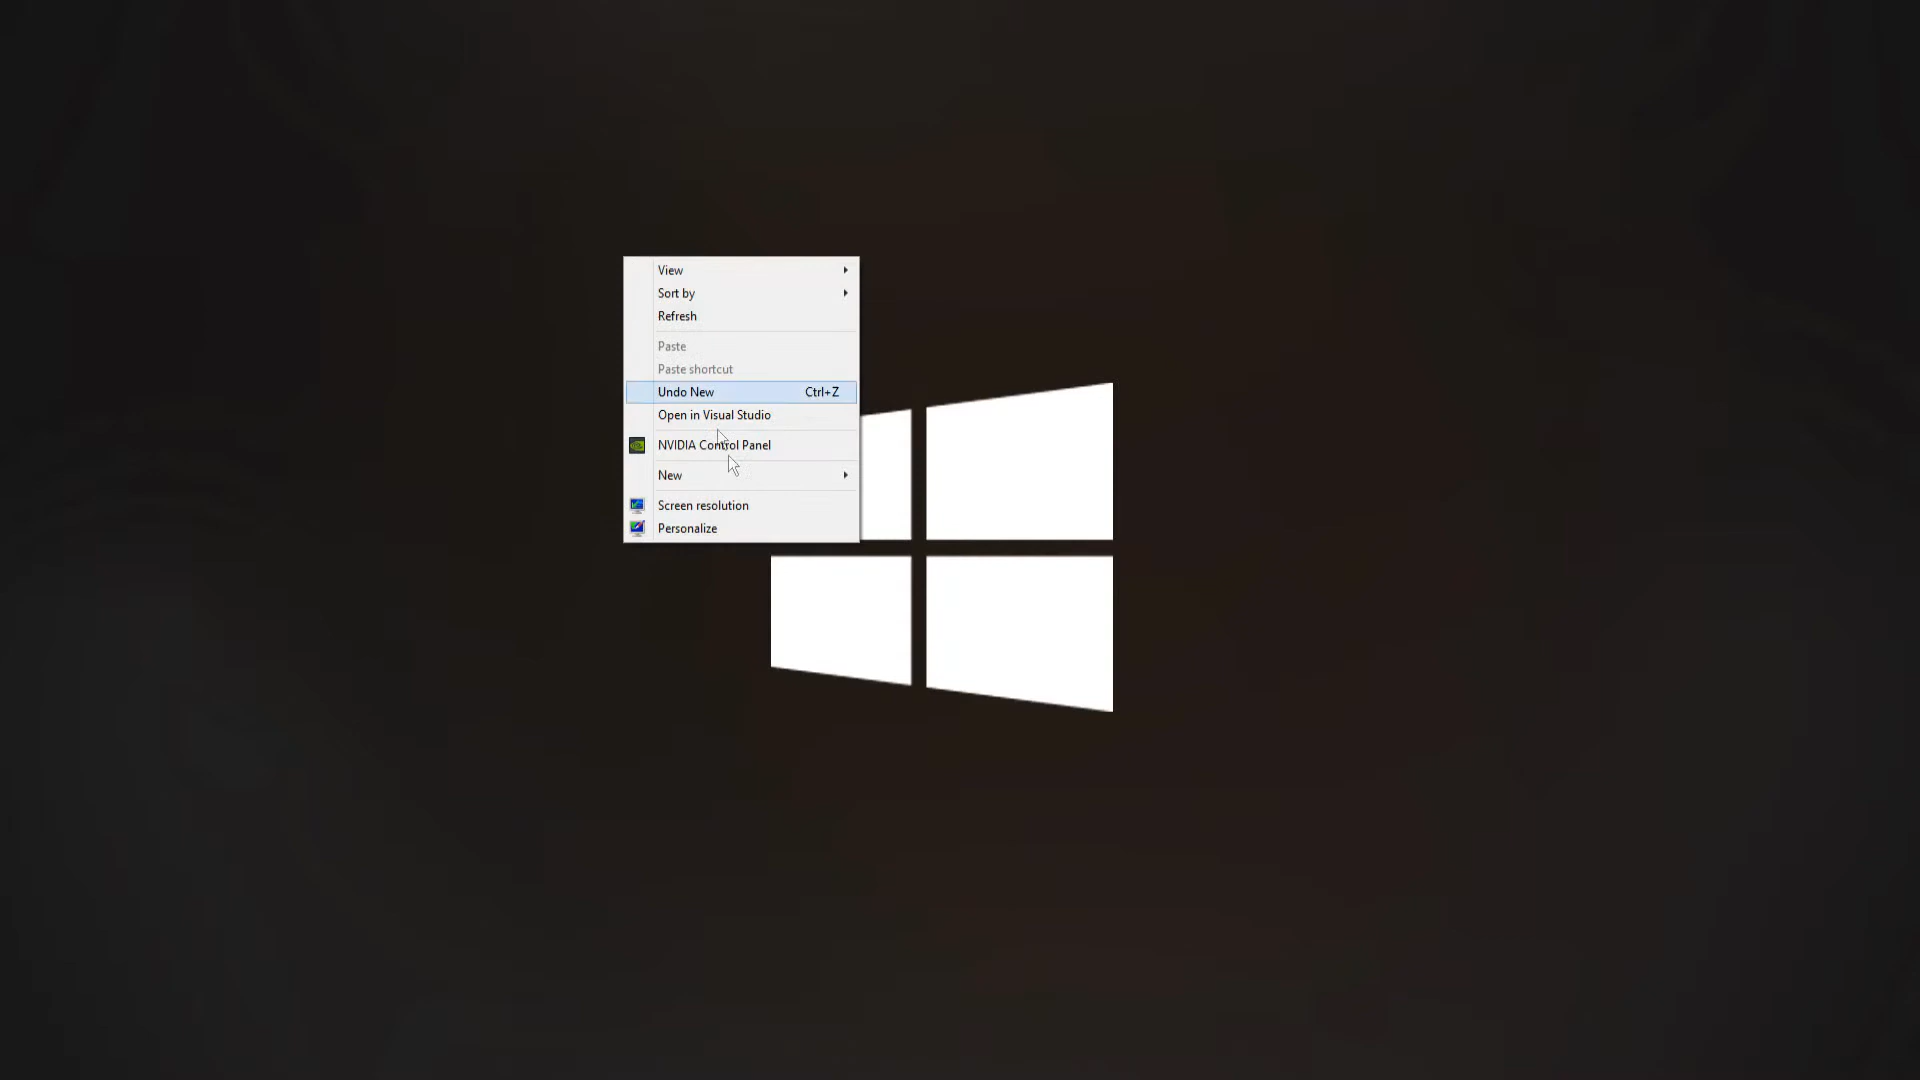 View
Sort by
Refresh
Paste
Paste shortcut
Undo New Ctrl+Z
Open in Visual Studio
NVIDIA Control Panel
New
Screen resolution
Personalize